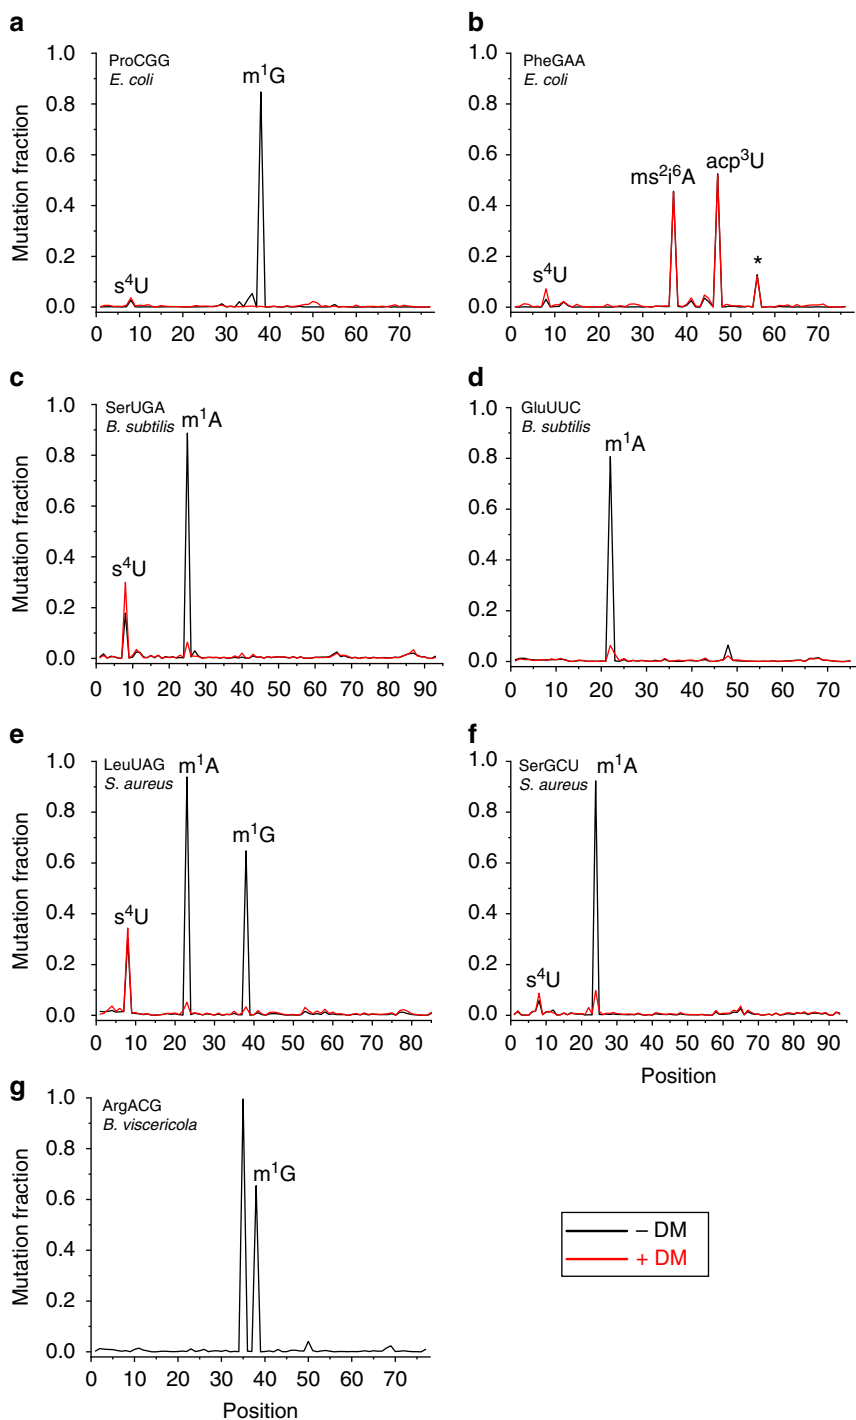 a
ProCGG
E. coli
m¹G
s⁴U
Mutation fraction
1.0
0.8
0.6
0.4
0.2
0.0
0 10 20 30 40 50 60 70
b
PheGAA
E. coli
ms²i⁶A
acp³U
s⁴U
*
1.0
0.8
0.6
0.4
0.2
0.0
0 10 20 30 40 50 60 70
c
SerUGA
B. subtilis
m¹A
s⁴U
Mutation fraction
1.0
0.8
0.6
0.4
0.2
0.0
0 10 20 30 40 50 60 70 80 90
d
GluUUC
B. subtilis
m¹A
1.0
0.8
0.6
0.4
0.2
0.0
0 10 20 30 40 50 60 70
e
LeuUAG
S. aureus
m¹A
m¹G
s⁴U
Mutation fraction
1.0
0.8
0.6
0.4
0.2
0.0
0 10 20 30 40 50 60 70 80
f
SerGCU
S. aureus
m¹A
s⁴U
1.0
0.8
0.6
0.4
0.2
0.0
0 10 20 30 40 50 60 70 80 90
Position
g
ArgACG
B. viscericola
m¹G
Mutation fraction
1.0
0.8
0.6
0.4
0.2
0.0
0 10 20 30 40 50 60 70
Position
– DM
+ DM